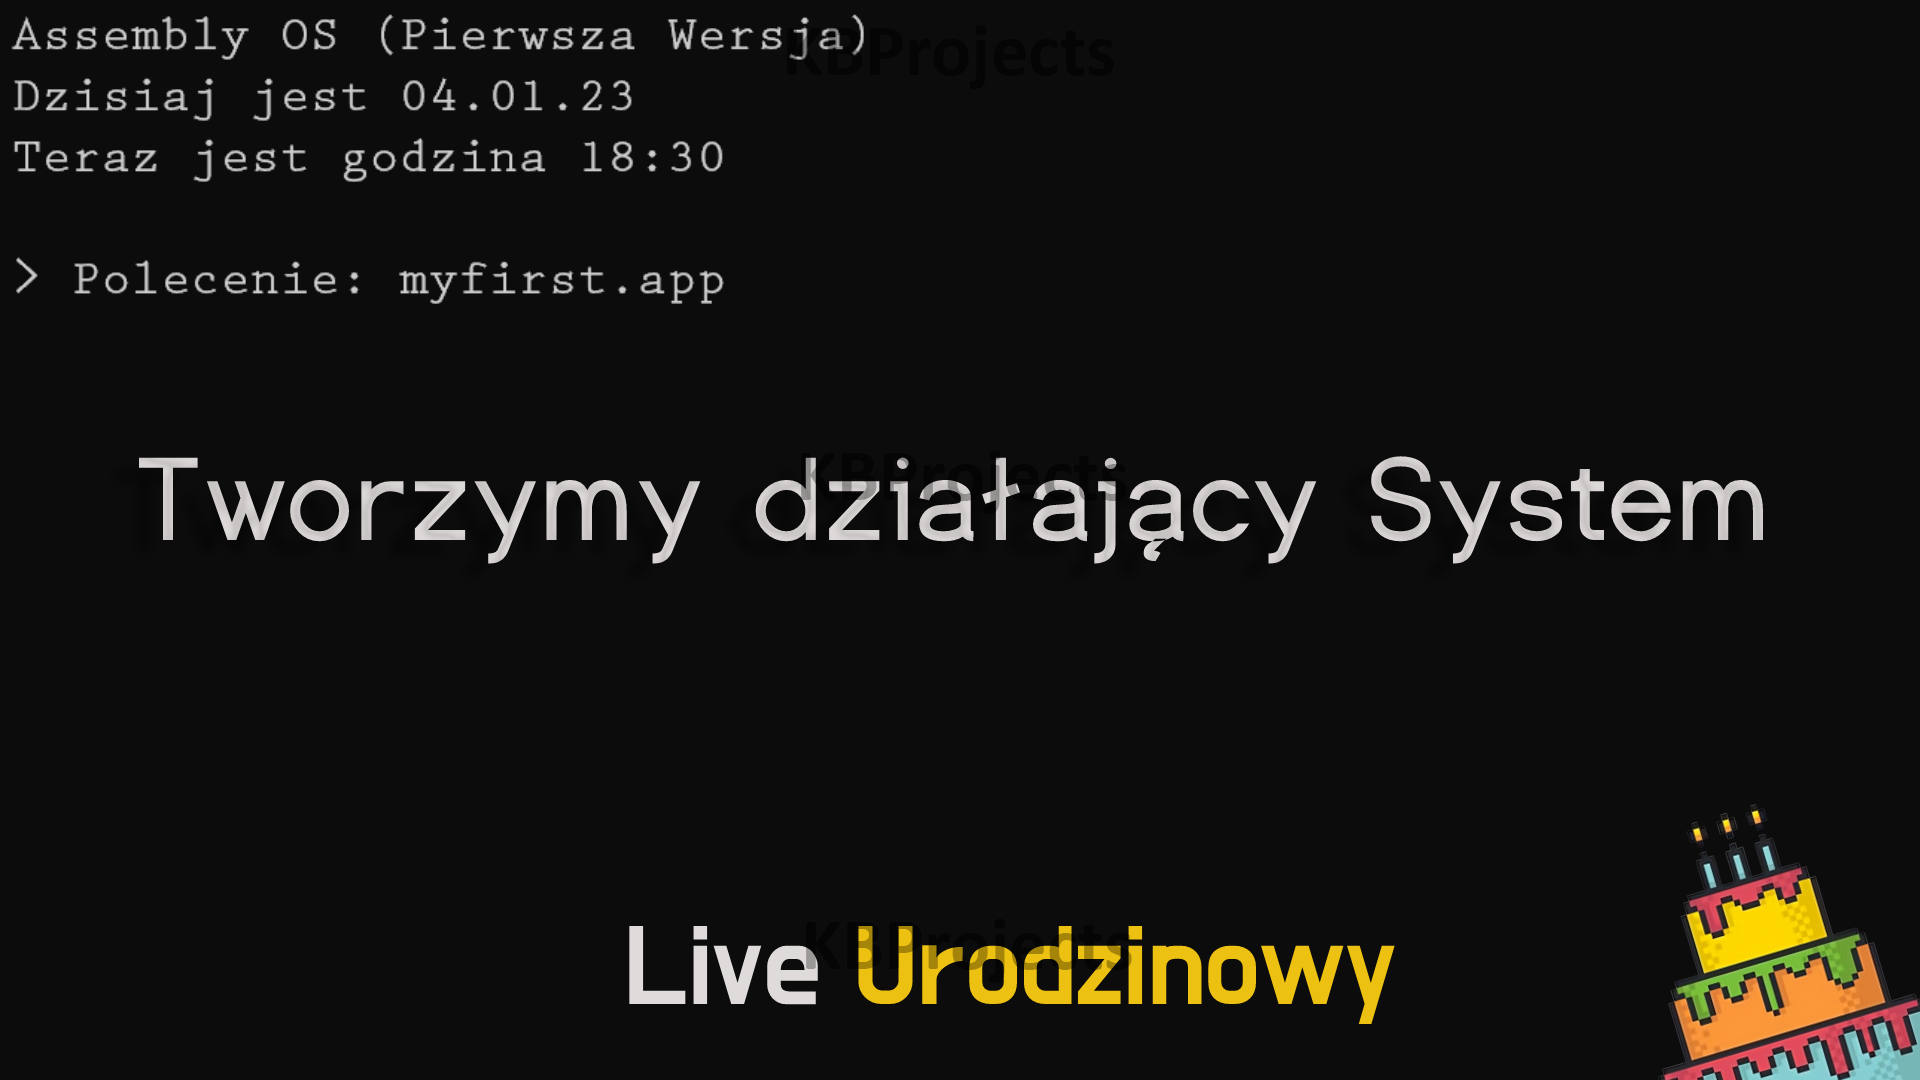 Assembly OS (Pierwsza Wersja)
KBProjects
Dzisiaj jest 04.01.23
Teraz jest godzina 18:30
> Polecenie: myfirst.app
KBProjects
Tworzymy działający System
KBProjects
Live Urodzinowy